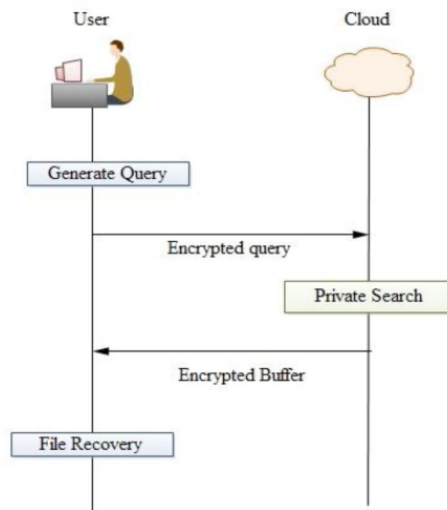 User
Cloud
Generate Query
Encrypted query
Private Search
Encrypted Buffer
File Recovery